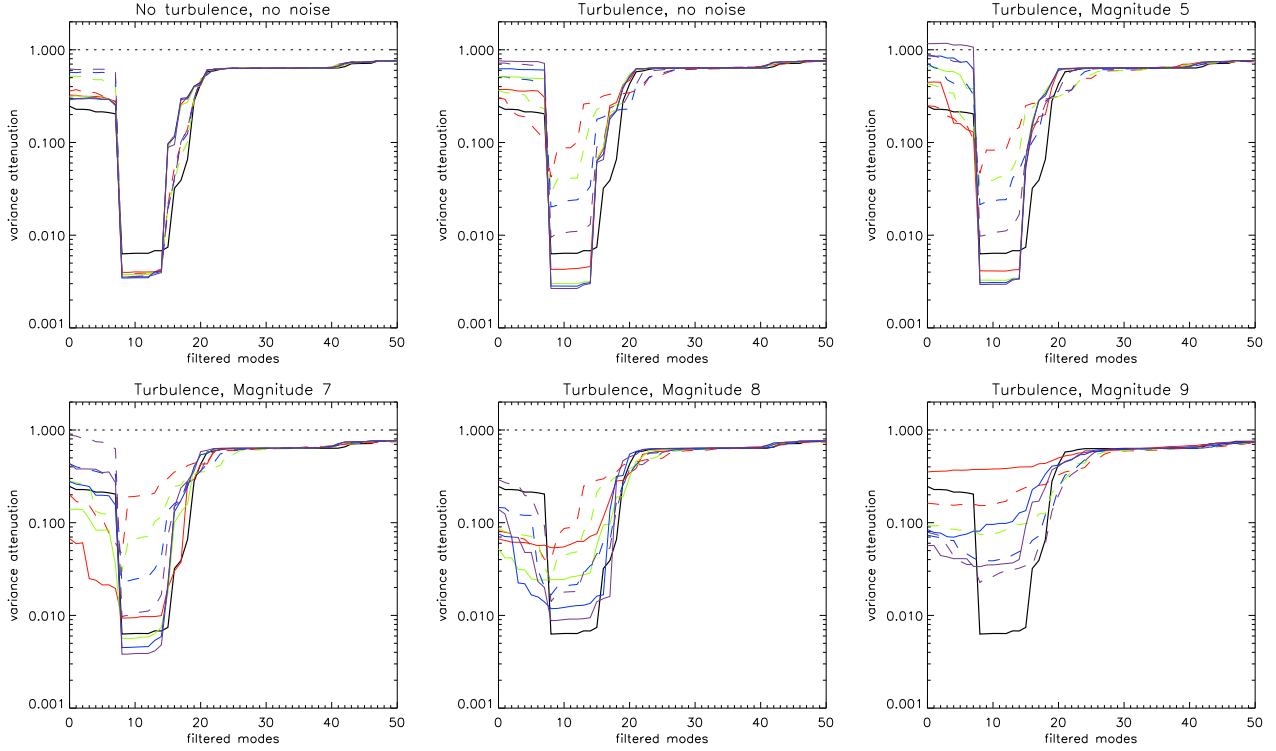 No turbulence, no noise
variance attenuation
1.000
0.100
0.010
0.001
0 10 20 30 40 50
filtered modes
Turbulence, no noise
variance attenuation
1.000
0.100
0.010
0.001
0 10 20 30 40 50
filtered modes
Turbulence, Magnitude 5
variance attenuation
1.000
0.100
0.010
0.001
0 10 20 30 40 50
filtered modes
Turbulence, Magnitude 7
variance attenuation
1.000
0.100
0.010
0.001
0 10 20 30 40 50
filtered modes
Turbulence, Magnitude 8
variance attenuation
1.000
0.100
0.010
0.001
0 10 20 30 40 50
filtered modes
Turbulence, Magnitude 9
variance attenuation
1.000
0.100
0.010
0.001
0 10 20 30 40 50
filtered modes